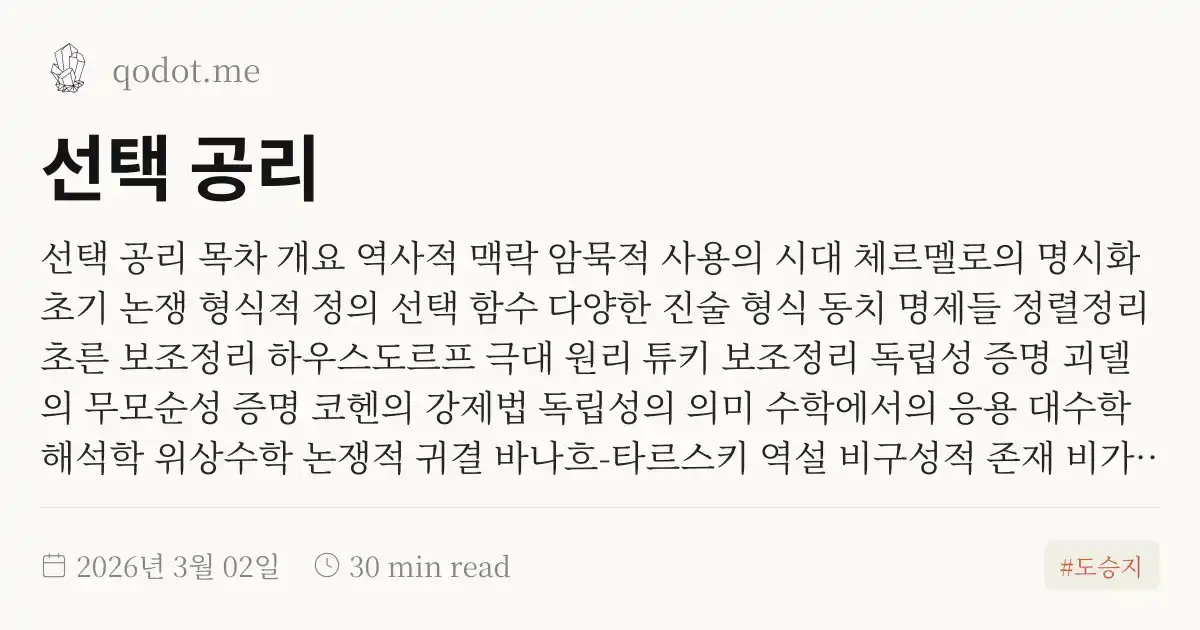 qodot.me
선택 공리
선택 공리 목차 개요 역사적 맥락 암묵적 사용의 시대 체르멜로의 명시화
초기 논쟁 형식적 정의 선택 함수 다양한 진술 형식 동치 명제들 정렬정리
초른 보조정리 하우스도르프 극대 원리 튜키 보조정리 독립성 증명 괴델
의 무모순성 증명 코헨의 강제법 독립성의 의미 수학에서의 응용 대수학
해석학 위상수학 논쟁적 귀결 바나흐-타르스키 역설 비구성적 존재 비가··
2026년 3월 02일 30 min read #도승지